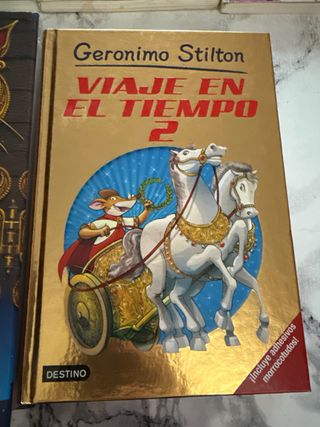 Geronimo Stilton
VIAJE EN
EL TIEMPO
2
¡Incluye adhesivos
morrocotudos!
DESTINO